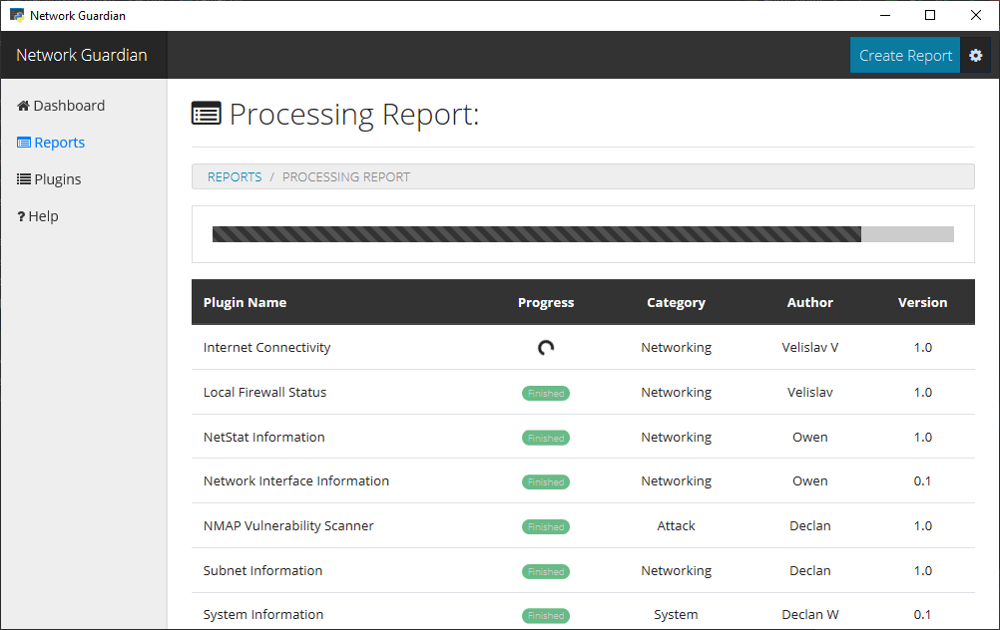 Network Guardian
Network Guardian
Create Report
Dashboard
Reports
Plugins
? Help
Processing Report:
REPORTS / PROCESSING REPORT
Plugin Name Progress Category Author Version
Internet Connectivity Networking Velislav V 1.0
Local Firewall Status Finished Networking Velislav 1.0
NetStat Information Finished Networking Owen 1.0
Network Interface Information Finished Networking Owen 0.1
NMAP Vulnerability Scanner Finished Attack Declan 1.0
Subnet Information Finished Networking Declan 1.0
System Information Finished System Declan W 0.1